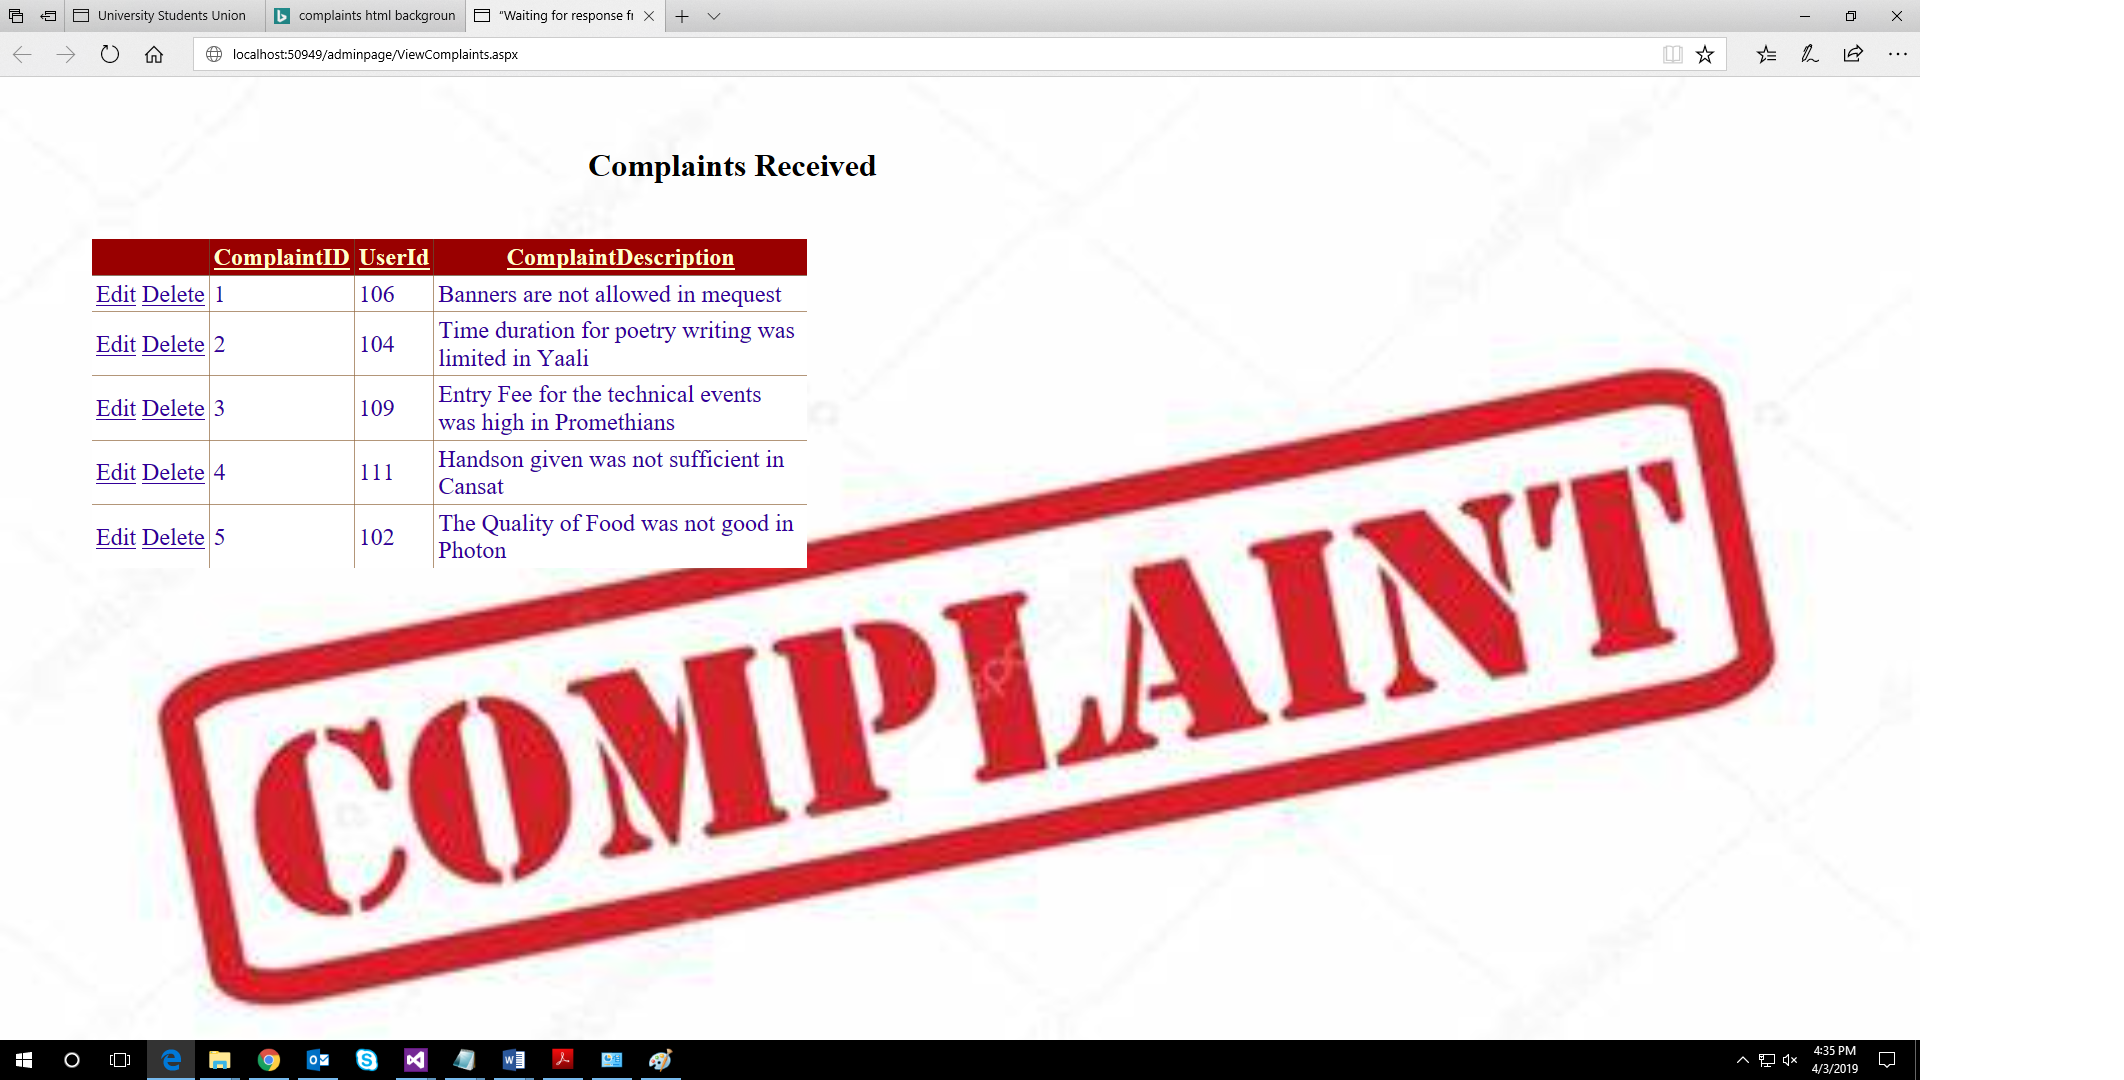 University Students Union
complaints html backgroun
"Waiting for response fr
localhost:50949/adminpage/ViewComplaints.aspx
Complaints Received
ComplaintID UserId ComplaintDescription
Edit Delete 1 106 Banners are not allowed in mequest
Edit Delete 2 104 Time duration for poetry writing was
limited in Yaali
Edit Delete 3 109 Entry Fee for the technical events
was high in Promethians
Edit Delete 4 111 Handson given was not sufficient in
Cansat
Edit Delete 5 102 The Quality of Food was not good in
Photon
COMPLAINT
4:35 PM
4/3/2019